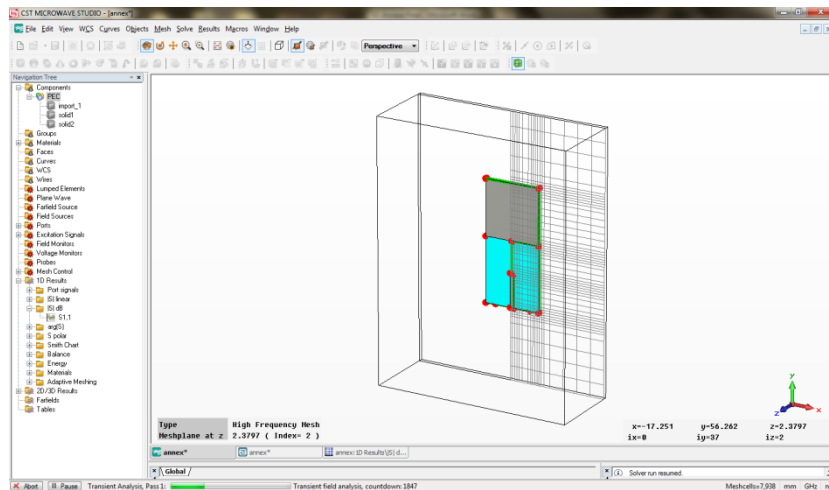 CST MICROWAVE STUDIO - [annex*]
File Edit View WCS Curves Objects Mesh Solve Results Macros Window Help
Perspective
Navigation Tree
Components
PEC
import_1
solid1
solid2
Groups
Materials
Faces
Curves
WCS
Wires
Lumped Elements
Plane Wave
Farfield Source
Field Sources
Ports
Excitation Signals
Field Monitors
Voltage Monitors
Probes
Mesh Control
1D Results
Port signals
|S| linear
|S| dB
S1,1
arg(S)
S polar
Smith Chart
Balance
Energy
Materials
Adaptive Meshing
2D/3D Results
Farfields
Tables
y
x
z
Type High Frequency Mesh
Meshplane at z 2.3797 ( Index= 2 )
x=-17.251 y=56.262 z=2.3797
ix=0 iy=37 iz=2
annex* annex* annex: 1D Results\|S| d...
Global
Solver run resumed.
Abort Pause Transient Analysis, Pass 1: Transient field analysis, countdown: 1847 Meshcells=7,938 mm GHz